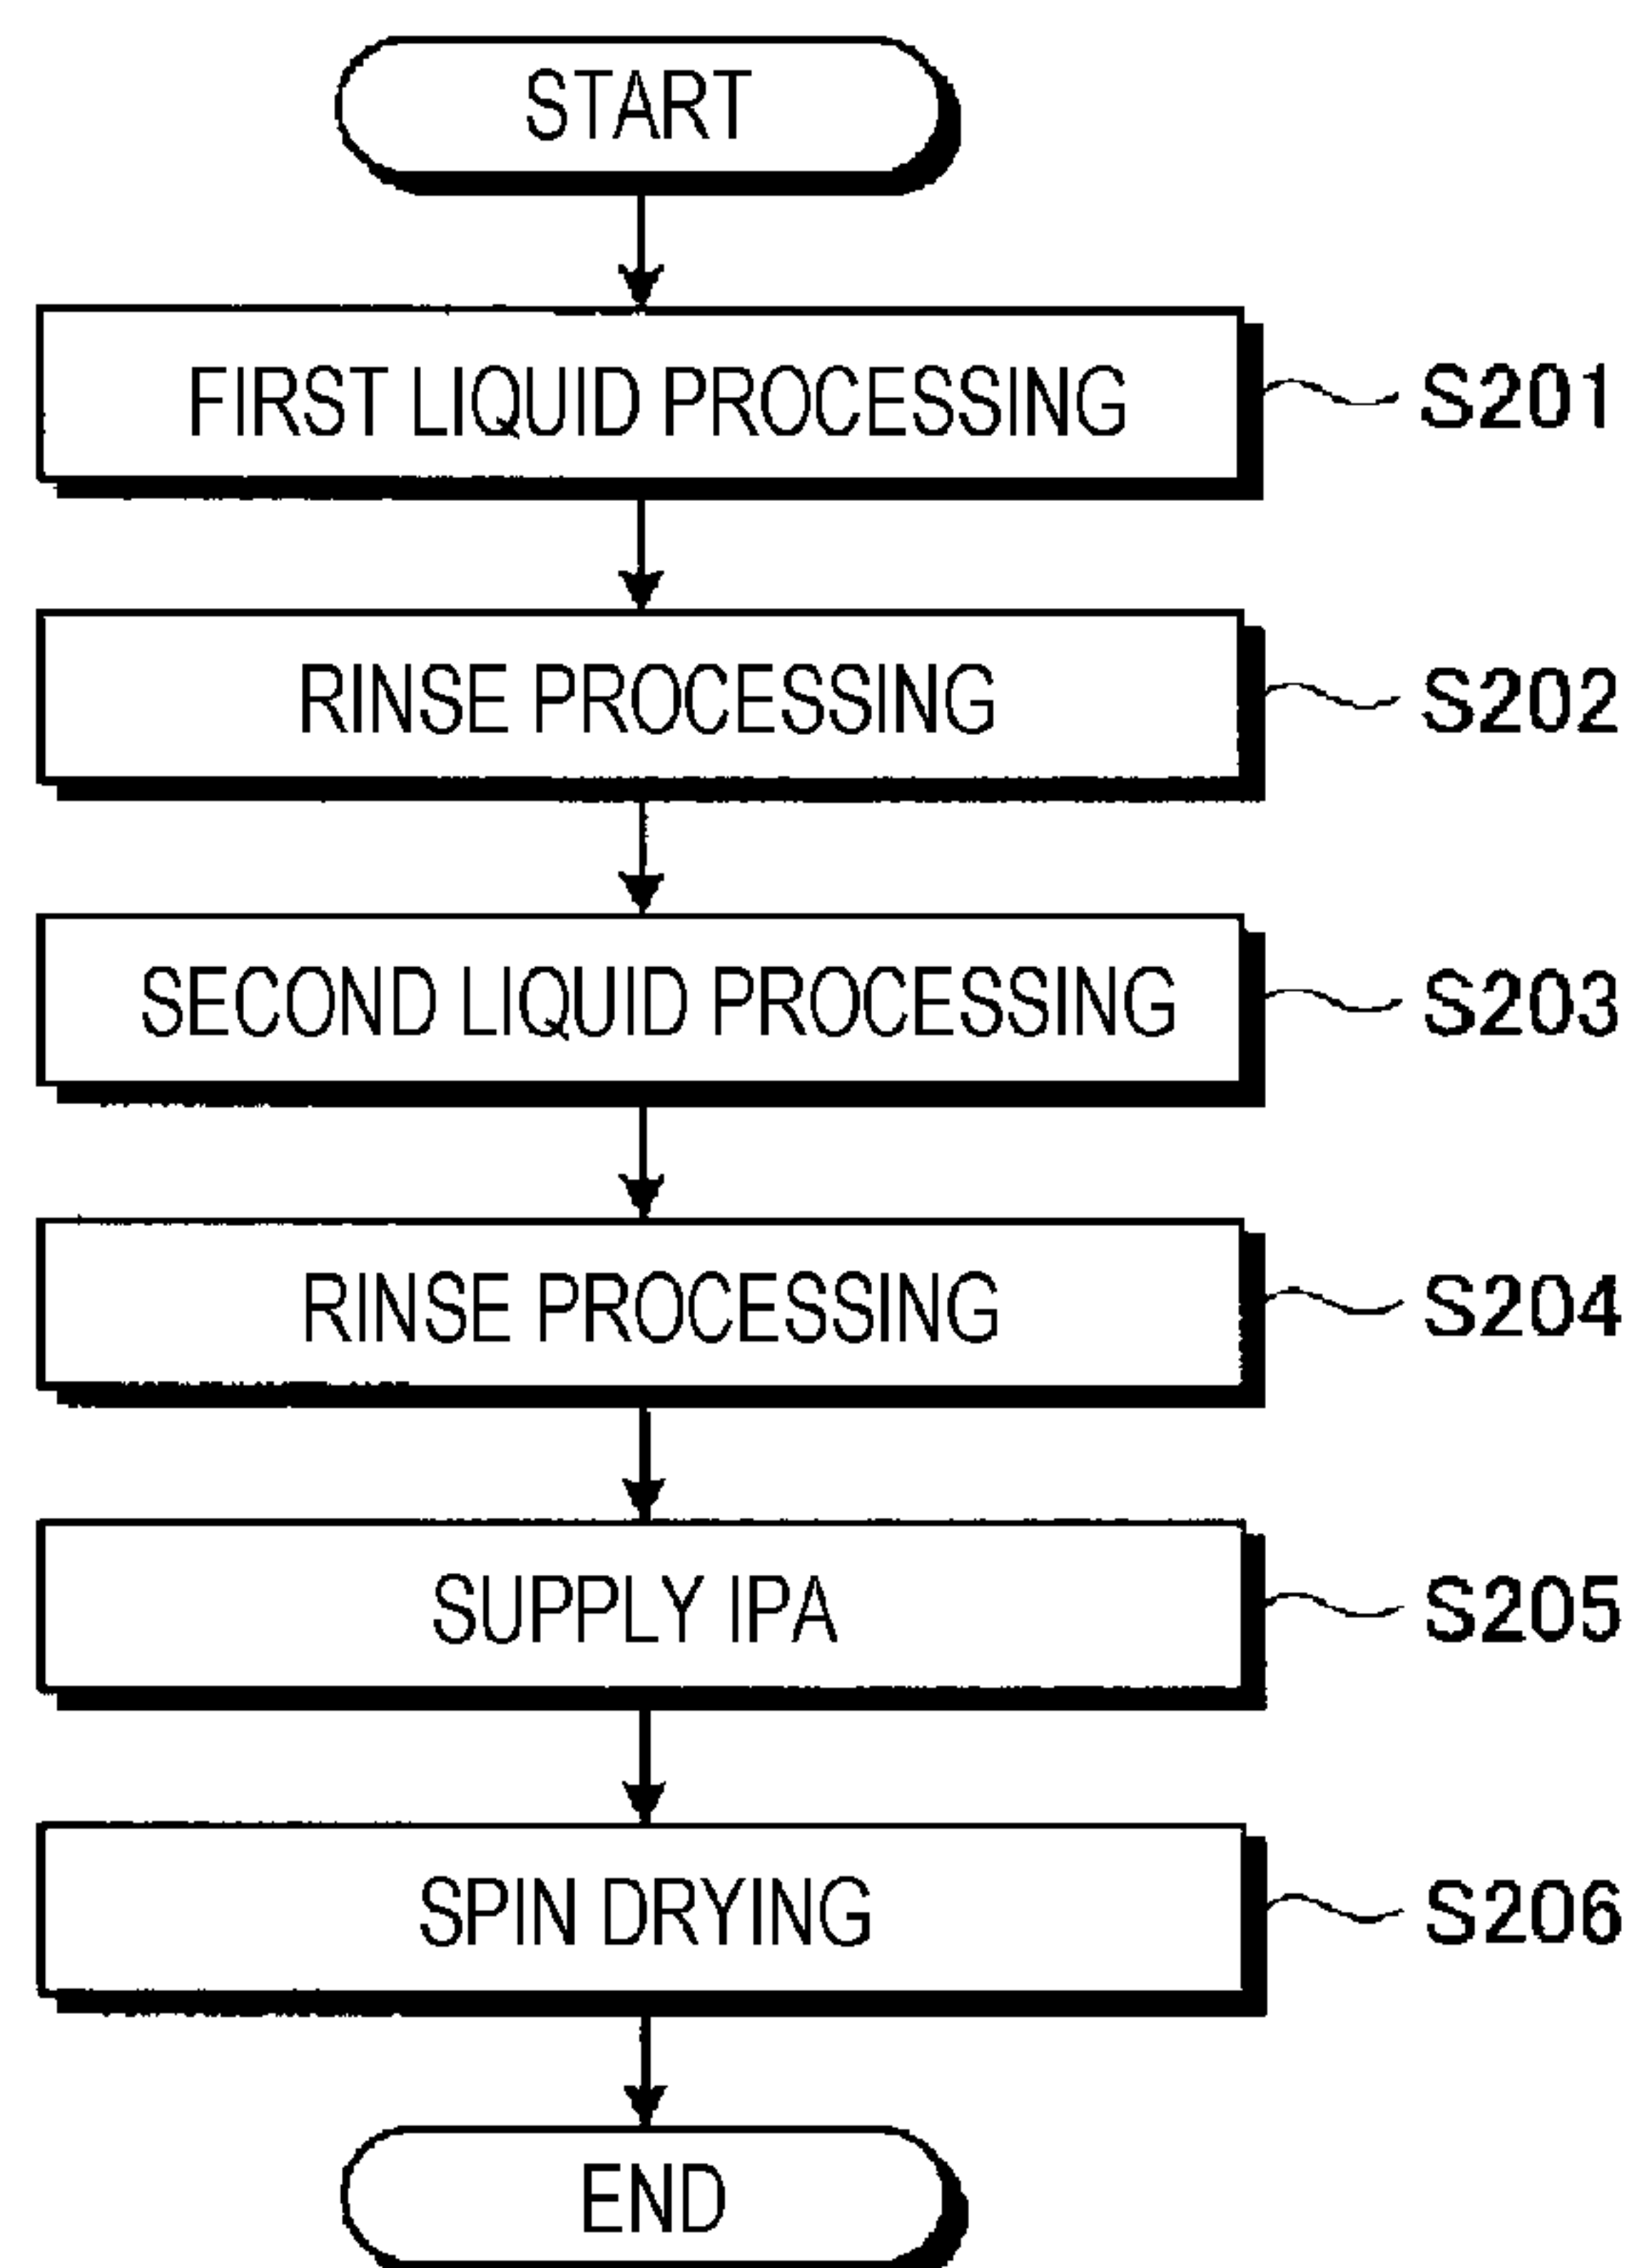 START
FIRST LIQUID PROCESSING S201
RINSE PROCESSING S202
SECOND LIQUID PROCESSING S203
RINSE PROCESSING S204
SUPPLY IPA S205
SPIN DRYING S206
END